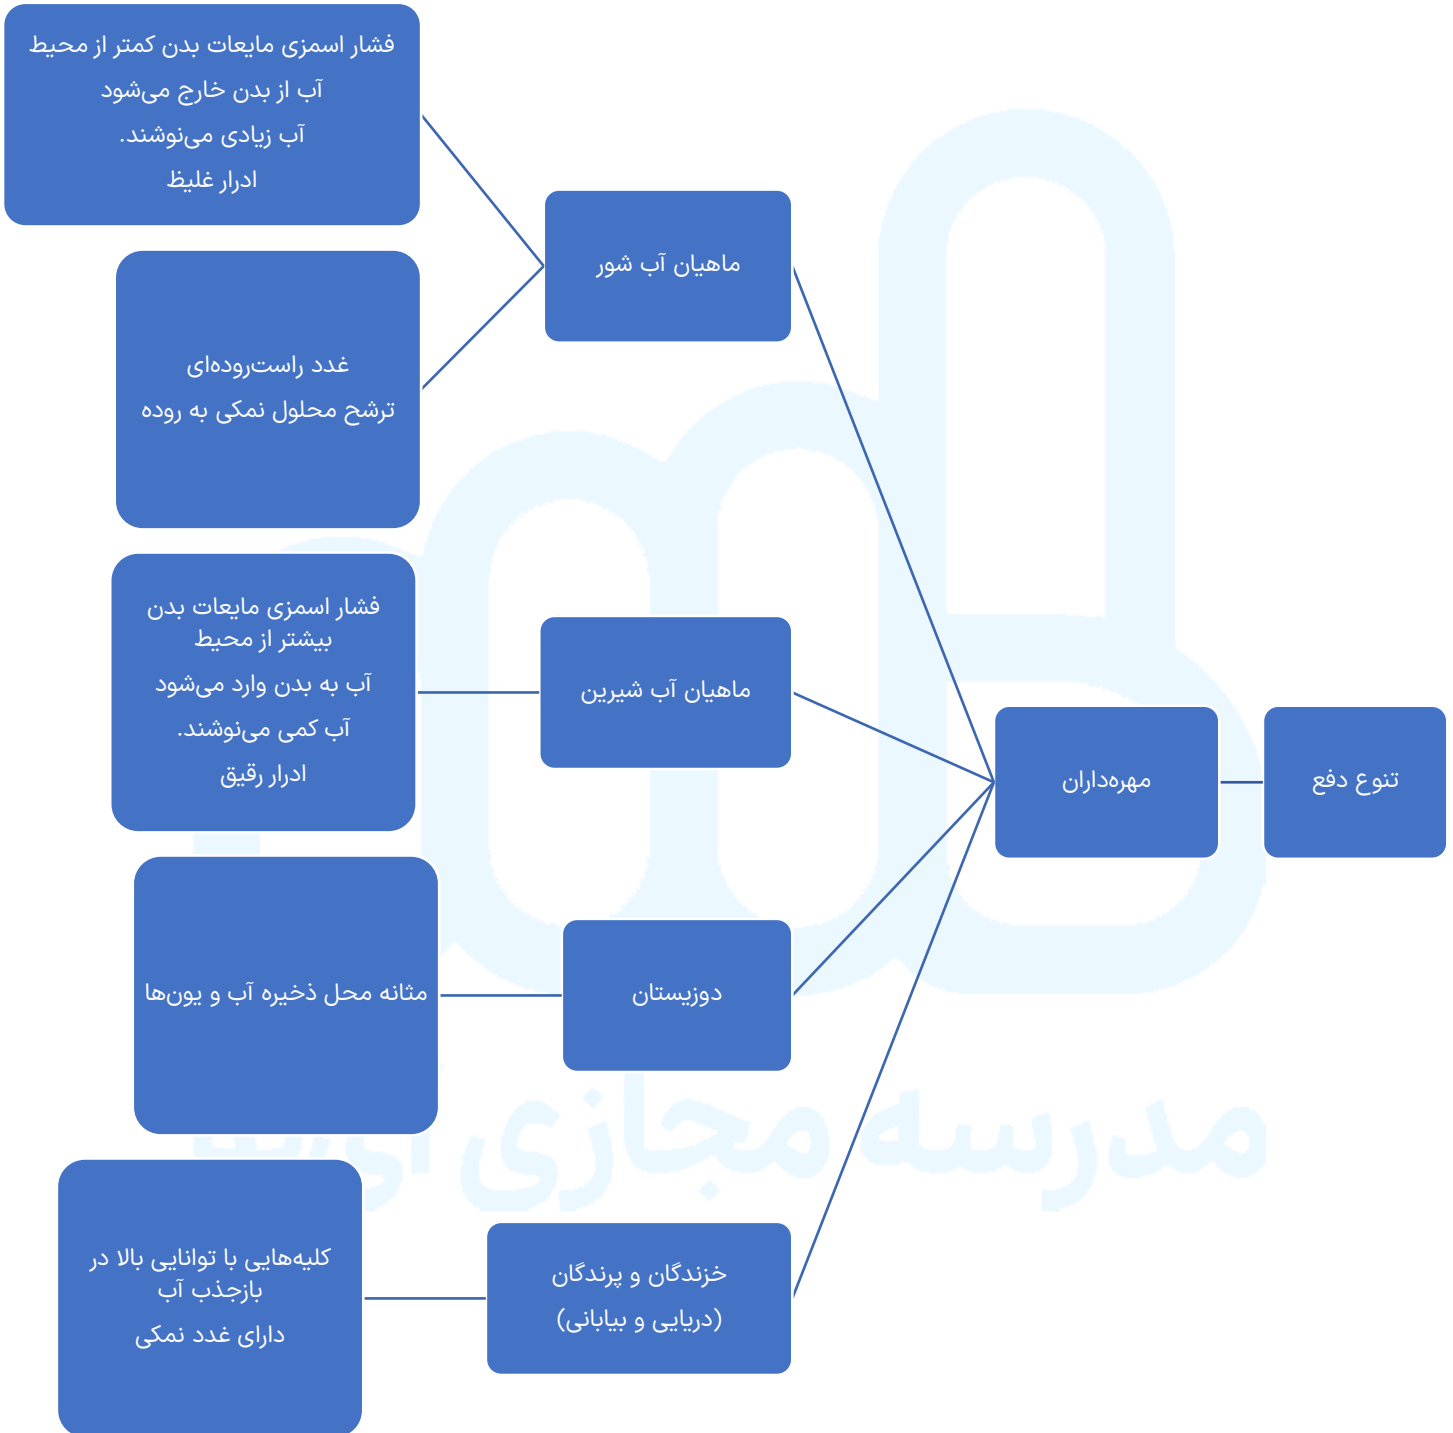 تنوع دفع
مهره‌داران
ماهیان آب شور
فشار اسمزی مایعات بدن کمتر از محیط
آب از بدن خارج می‌شود
آب زیادی می‌نوشند.
ادرار غلیظ
غدد راست‌روده‌ای
ترشح محلول نمکی به روده
ماهیان آب شیرین
فشار اسمزی مایعات بدن
بیشتر از محیط
آب به بدن وارد می‌شود
آب کمی می‌نوشند.
ادرار رقیق
دوزیستان
مثانه محل ذخیره آب و یون‌ها
خزندگان و پرندگان
(دریایی و بیابانی)
کلیه‌هایی با توانایی بالا در
بازجذب آب
دارای غدد نمکی
مدرسه مجازی